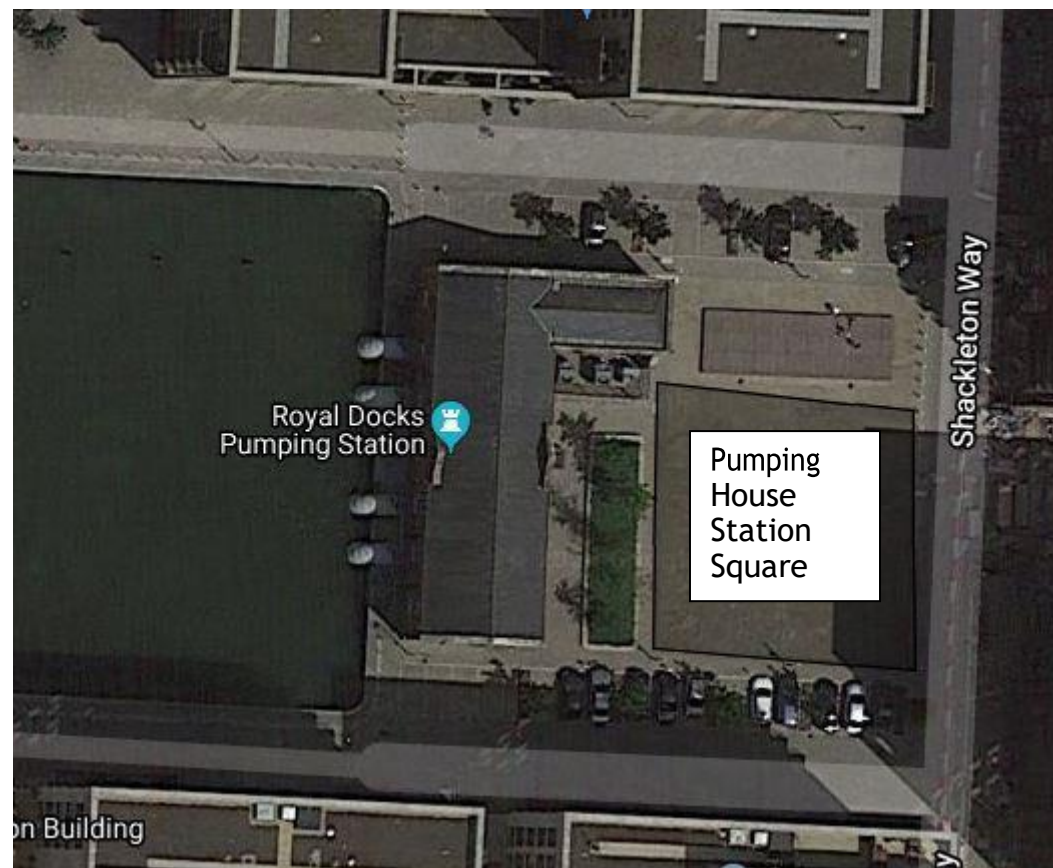 Shackleton Way
Royal Docks
Pumping Station
Pumping
House
Station
Square
on Building
y